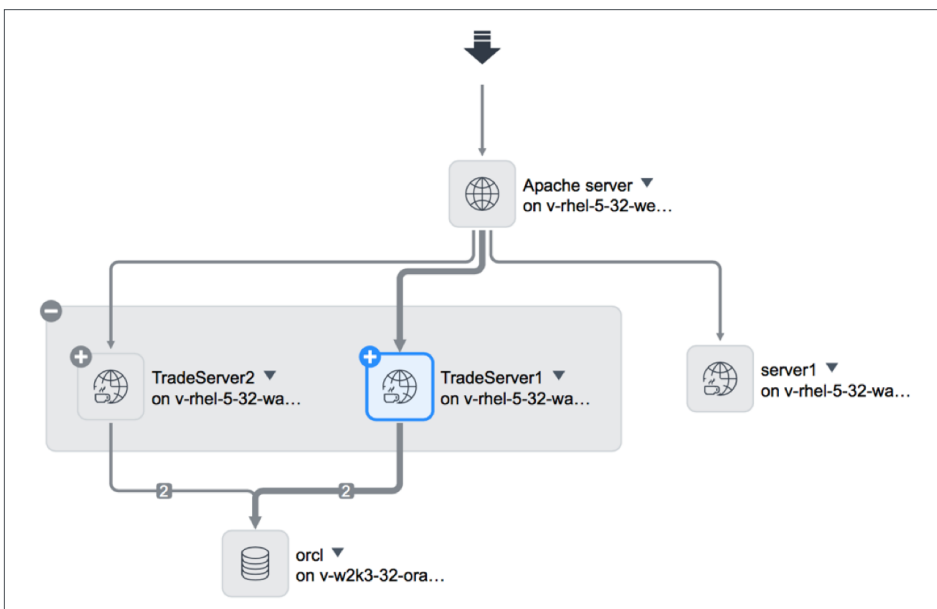 Apache server
on v-rhel-5-32-we...
TradeServer2
on v-rhel-5-32-wa...
TradeServer1
on v-rhel-5-32-wa...
server1
on v-rhel-5-32-wa...
2
2
orcl
on v-w2k3-32-ora...